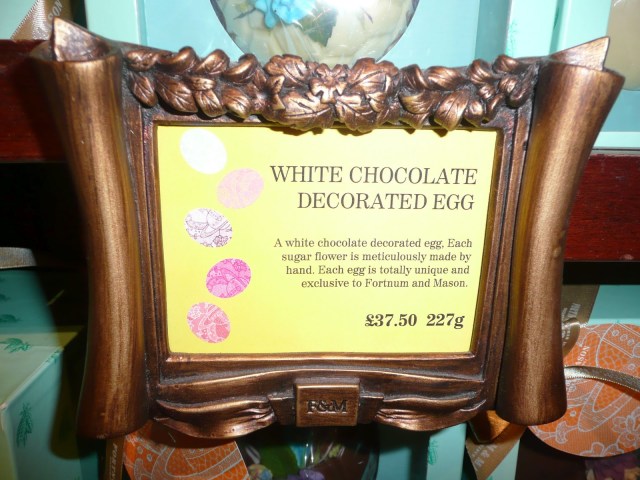 WHITE CHOCOLATE
DECORATED EGG
A white chocolate decorated egg, Each
sugar flower is meticulously made by
hand. Each egg is totally unique and
exclusive to Fortnum and Mason.
£37.50 227g
F&M